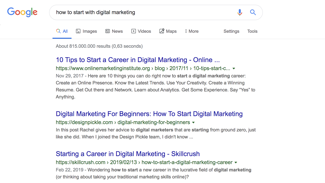 Google
how to start with digital marketing
All Images News Videos Maps More Settings Tools
About 615,000,000 results (0,63 seconds)
10 Tips to Start a Career in Digital Marketing - Online ...
https://www.onlinemarketinginstitute.org › blog › 2017/11 › 10-tips-start-c...
Nov 29, 2017 - Here are 10 things you can do right now to start a digital marketing career:
Create an Online Presence. Know the Latest Trends. Use Your Creativity. Create a Winning
Resume. Get Out there and Network. Learn about Analytics. Get Some Experience. Say "Yes" to
Anything.
Digital Marketing For Beginners: How To Start Digital Marketing
https://designpickle.com › digital-marketing-for-beginners
In this post Rachel gives her advice to digital marketers that are starting from ground zero, just
like she did. When I joined the Design Pickle team, I didn't know ...
Starting a Career in Digital Marketing - Skillcrush
https://skillcrush.com › 2019/02/13 › how-to-start-a-digital-marketing-career
Feb 22, 2019 - Wondering how to start a new career in the lucrative field of digital marketing
(or thinking about taking your traditional marketing skills online)?